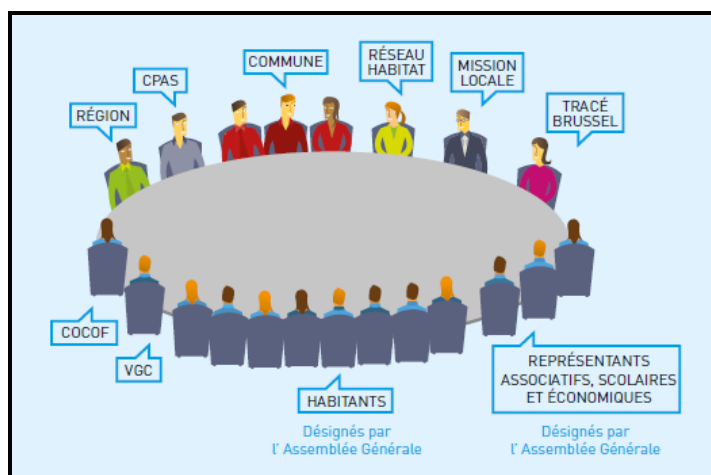 COMMUNE
RÉSEAU
HABITAT
MISSION
LOCALE
CPAS
TRACÉ
BRUSSEL
RÉGION
COCOF
VGC
HABITANTS
Désignés par
l' Assemblée Générale
REPRÉSENTANTS
ASSOCIATIFS, SCOLAIRES
ET ÉCONOMIQUES
Désignés par
l' Assemblée Générale